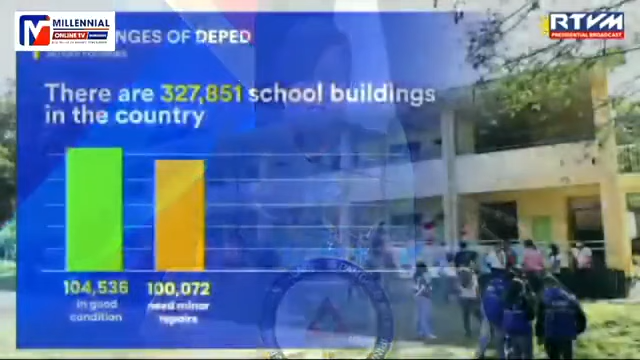 MILLENNIAL
ONLINE TV
NGES OF DEPED
RTVM
PRESIDENTIAL BROADCAST
There are 327,851 school buildings
in the country
104,536
in good
condition
100,072
need minor
repairs